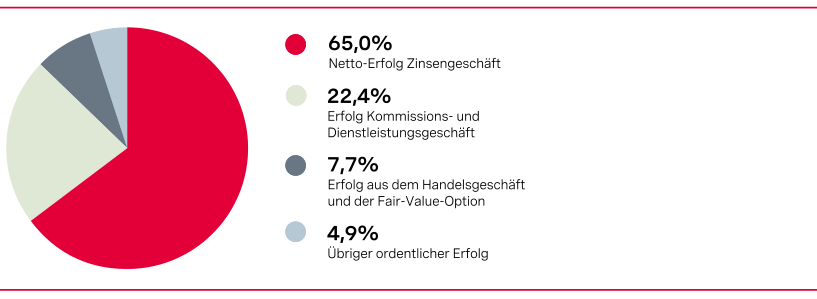 65,0%
Netto-Erfolg Zinsengeschäft
22,4%
Erfolg Kommissions- und
Dienstleistungsgeschäft
7,7%
Erfolg aus dem Handelsgeschäft
und der Fair-Value-Option
4,9%
Übriger ordentlicher Erfolg